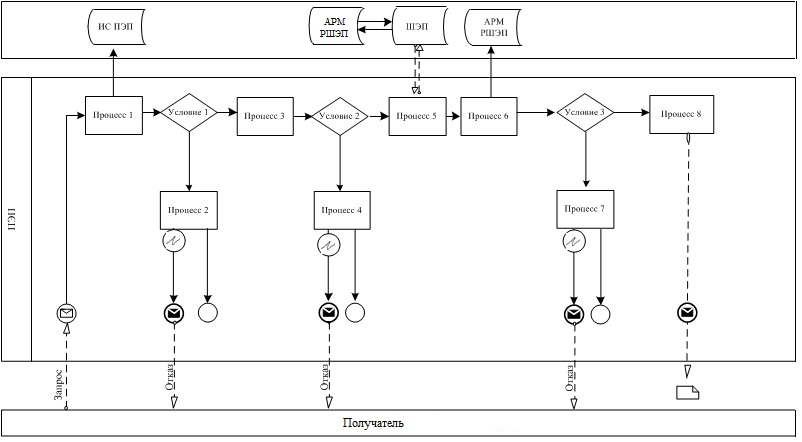 ИС ПЭП
АРМ
РШЭП
ШЭП
АРМ
РШЭП
Процесс 1
Условие 1
Процесс 3
Условие 2
Процесс 5
Процесс 6
Условие 3
Процесс 8
Процесс 2
Процесс 4
Процесс 7
ПЭП
Запрос
Отказ
Отказ
Отказ
Получатель